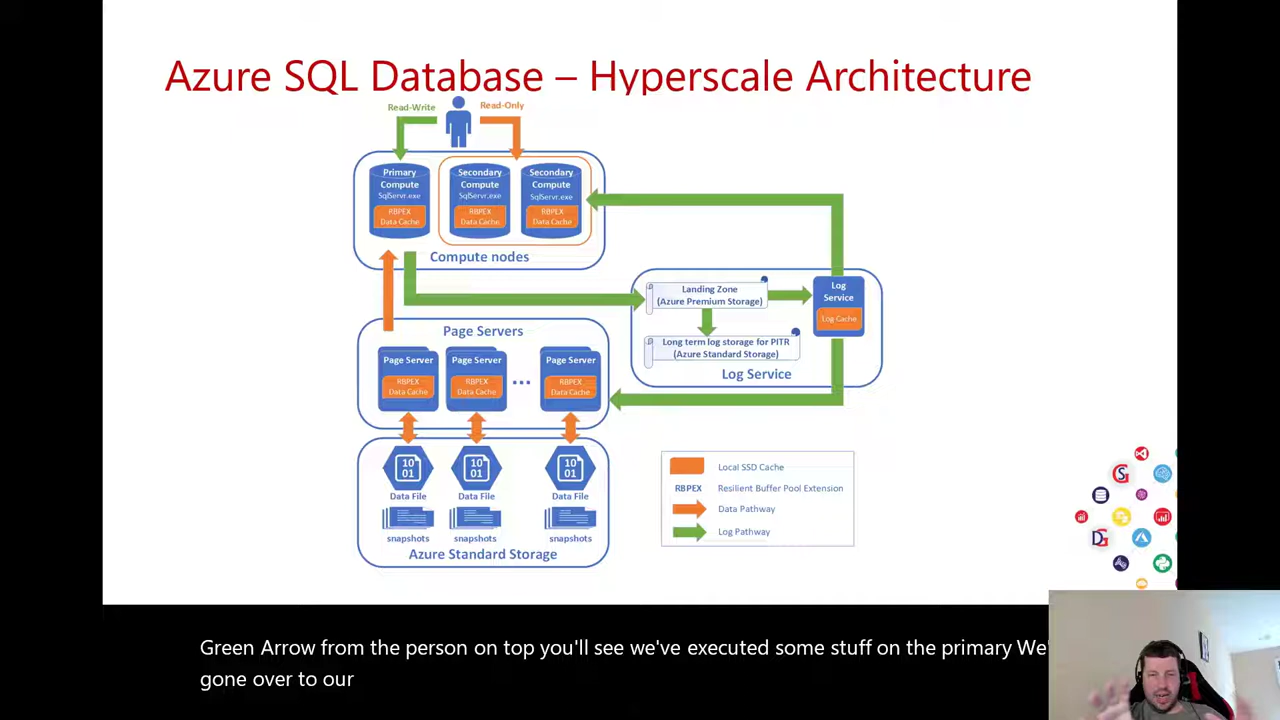 Azure SQL Database – Hyperscale Architecture
Read-Write
Read-Only
Primary
Compute
SqlServr.exe
RBPEX
Data Cache
Secondary
Compute
SqlServr.exe
RBPEX
Data Cache
Secondary
Compute
SqlServr.exe
RBPEX
Data Cache
Compute nodes
Landing Zone
(Azure Premium Storage)
Log
Service
Log Cache
Long term log storage for PITR
(Azure Standard Storage)
Log Service
Page Servers
Page Server
RBPEX
Data Cache
Page Server
RBPEX
Data Cache
...
Page Server
RBPEX
Data Cache
10
01
Data File
snapshots
10
01
Data File
snapshots
10
01
Data File
snapshots
Azure Standard Storage
Local SSD Cache
RBPEX Resilient Buffer Pool Extension
Data Pathway
Log Pathway
Green Arrow from the person on top you'll see we've executed some stuff on the primary We'
gone over to our